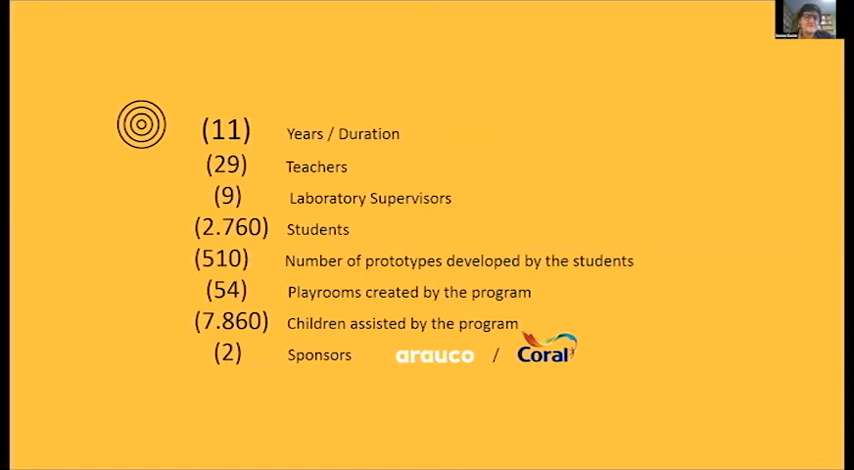 (11) Years / Duration
(29) Teachers
(9) Laboratory Supervisors
(2.760) Students
(510) Number of prototypes developed by the students
(54) Playrooms created by the program
(7.860) Children assisted by the program
(2) Sponsors arauco / Coral